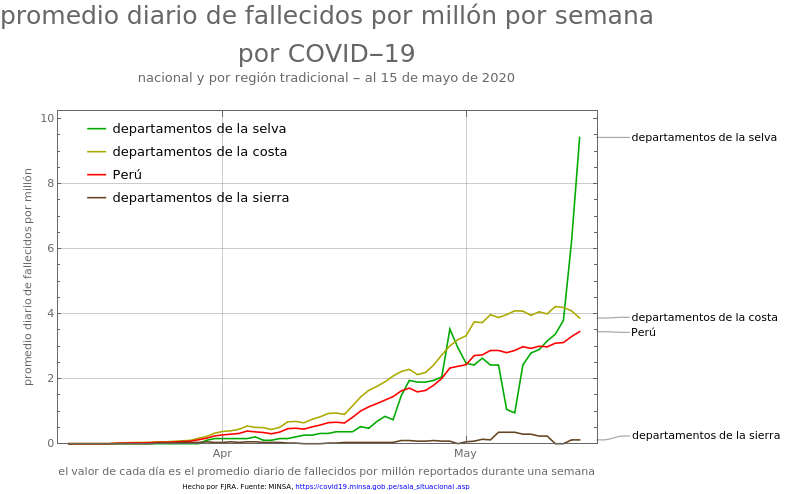 promedio diario de fallecidos por millón por semana
por COVID–19
nacional y por región tradicional – al 15 de mayo de 2020
promedio diario de fallecidos por millón
10
8
6
4
2
0
departamentos de la selva
departamentos de la costa
Perú
departamentos de la sierra
departamentos de la selva
departamentos de la costa
Perú
departamentos de la sierra
Apr
May
el valor de cada día es el promedio diario de fallecidos por millón reportados durante una semana
Hecho por FJRA. Fuente: MINSA, https://covid19.minsa.gob.pe/sala_situacional.asp